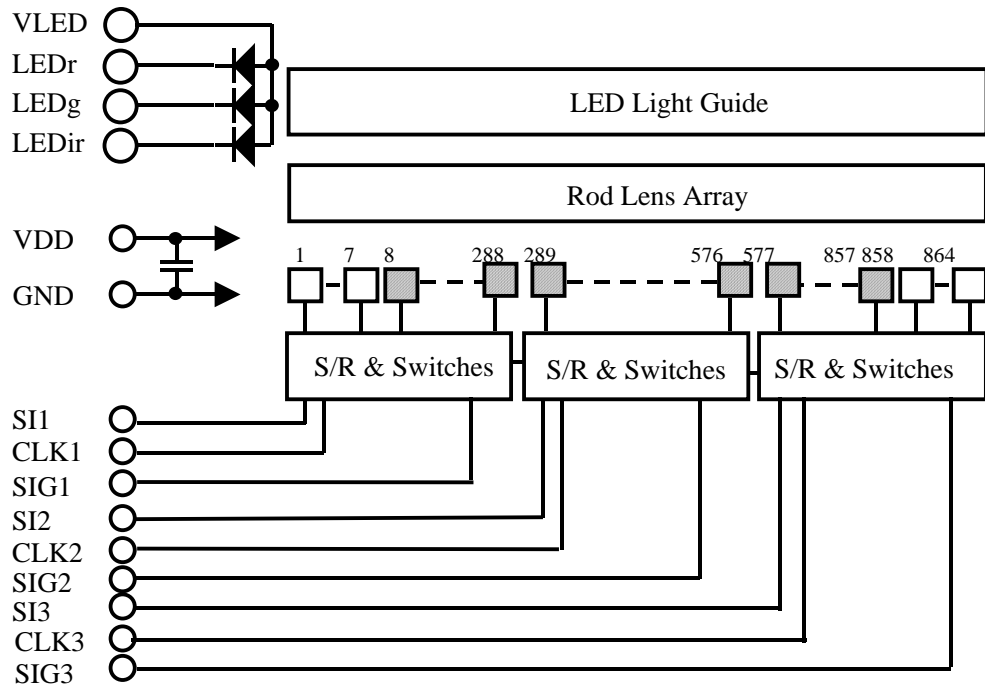 VLED
LEDr
LEDg
LEDir
LED Light Guide
Rod Lens Array
VDD
GND
1 7 8 288 289 576 577 857 858 864
S/R & Switches S/R & Switches S/R & Switches
SI1
CLK1
SIG1
SI2
CLK2
SIG2
SI3
CLK3
SIG3